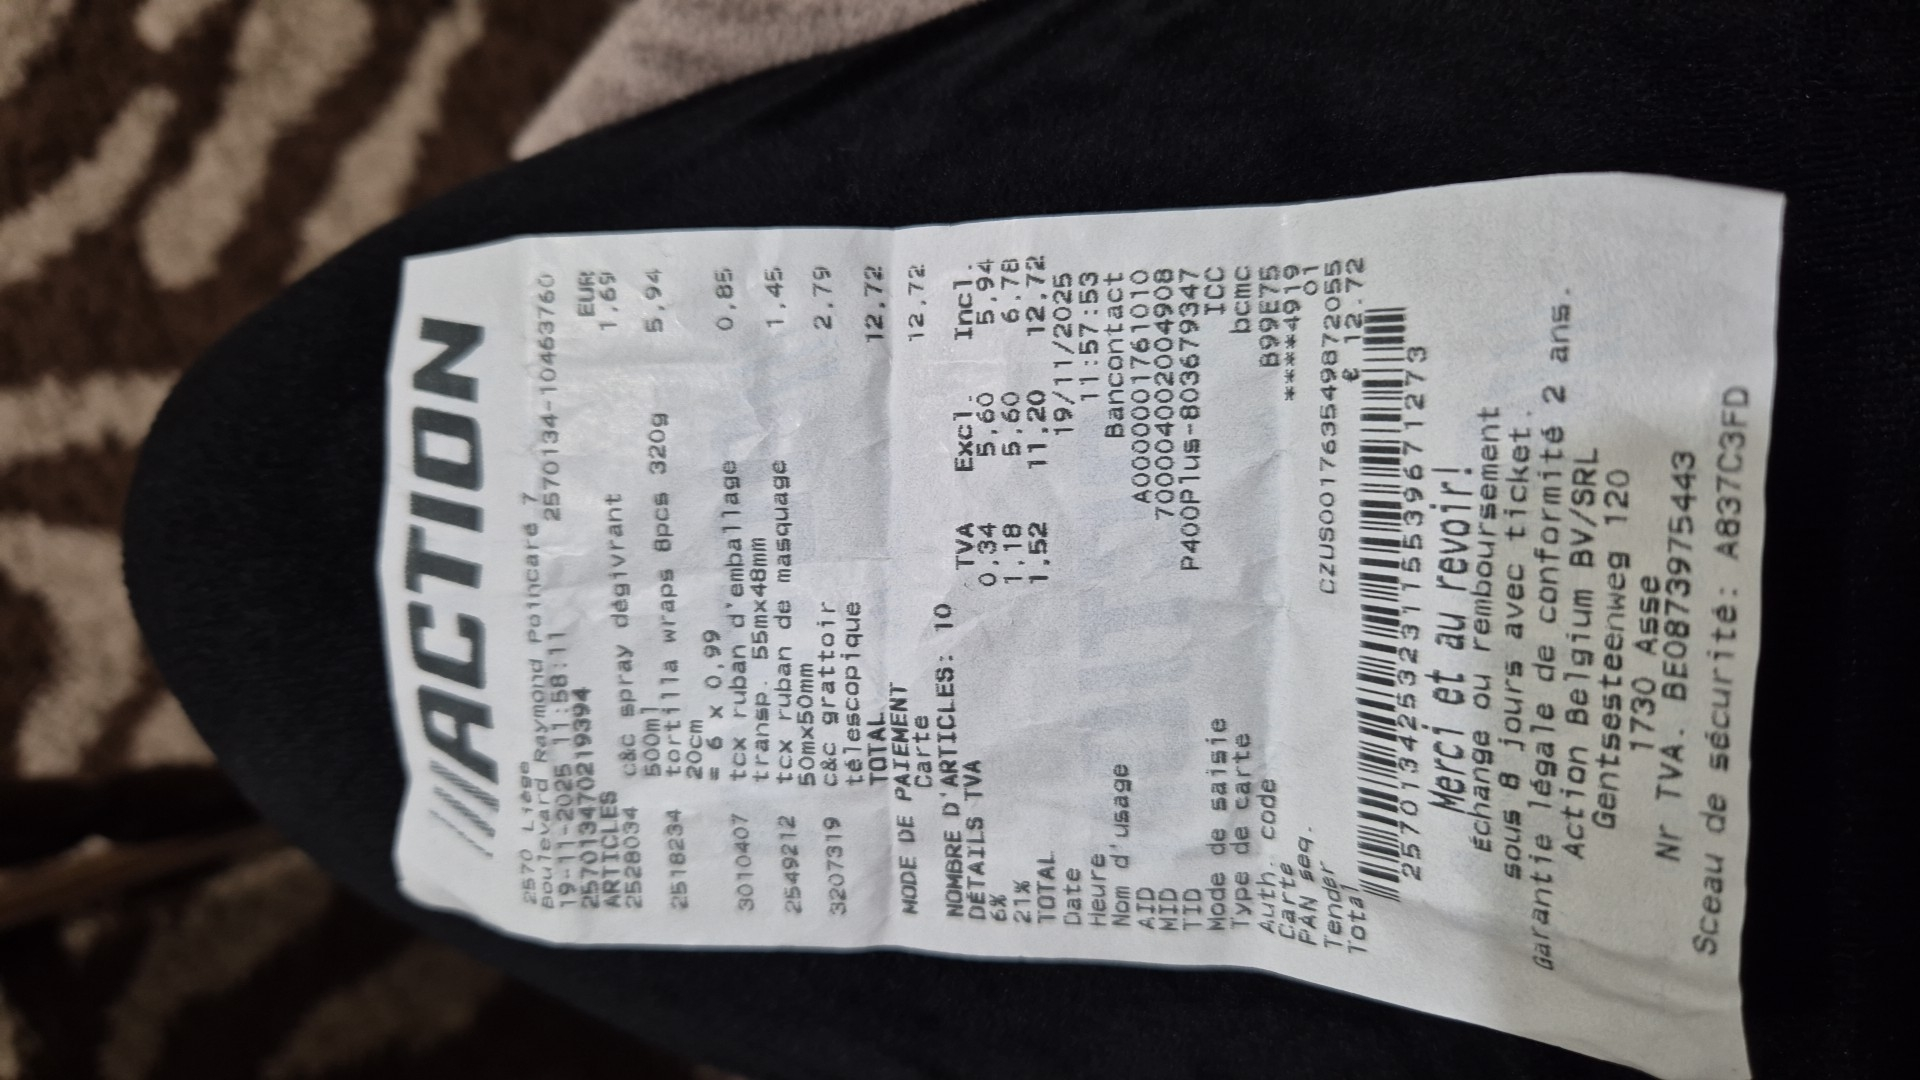 ACTION
2570 Liège
Boulevard Raymond Poincaré 7
19-11-2025 11:58:11 2570134-10463760
2570134702219394
ARTICLES EUR
2528034 c&c spray dégivrant 1,69
500ml
2518234 tortilla wraps 8pcs 320g 5,94
20cm
= 6 x 0,99
3010407 tcx ruban d'emballage 0,85
transp. 55mx48mm
2549212 tcx ruban de masquage 1,45
50mx50mm
3207319 c&c grattoir 2,79
télescopique
TOTAL 12,72
MODE DE PAIEMENT
Carte 12,72
NOMBRE D'ARTICLES: 10
DÉTAILS TVA TVA Excl. Incl.
6% 0,34 5,60 5,94
21% 1,18 5,60 6,78
TOTAL 1,52 11,20 12,72
Date 19/11/2025
Heure 11:57:53
Nom d'usage Bancontact
AID A0000001761010
MID 700004002004908
TID P400Plus-803679347
Mode de saisie ICC
Type de carte bcmc
Auth. code B99E75
Carte *****4919
PAN seq. 01
Tender CZUS001763549872055
Total € 12.72
2570134253231155396712​73
Merci et au revoir!
Échange ou remboursement
sous 8 jours avec ticket.
Garantie légale de conformité 2 ans.
Action Belgium BV/SRL
Gentsesteenweg 120
1730 Asse
Nr TVA. BE0873975443
Sceau de sécurité: A837C3FD